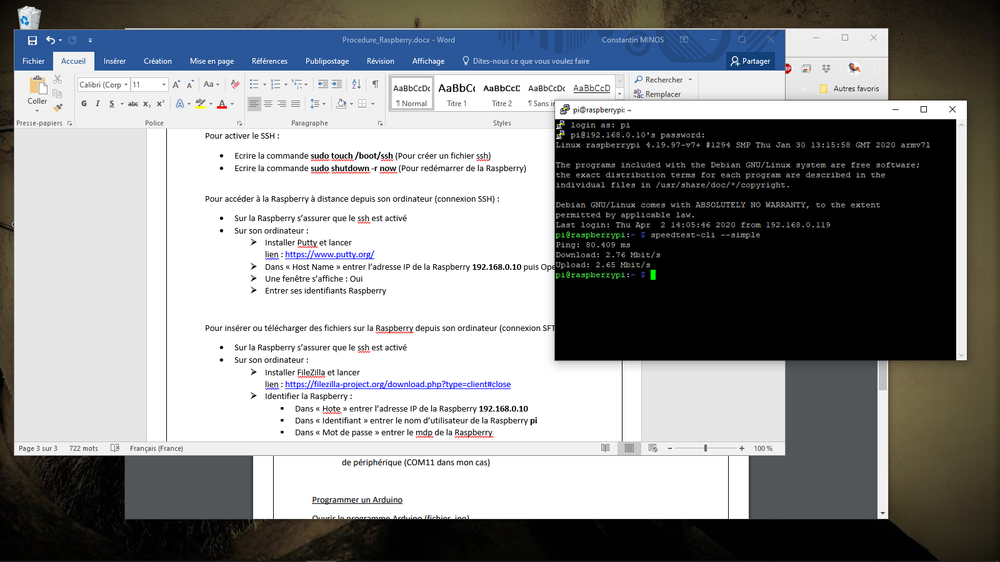 Procedure_Raspberry.docx - Word
Constantin MINOS
Fichier
Accueil
Insérer
Création
Mise en page
Références
Publipostage
Révision
Affichage
Dites-nous ce que vous voulez faire
Partager
Coller
Presse-papiers
Calibri (Corp
11
Police
Paragraphe
AaBbCcDc
¶ Normal
AaBbCc
Titre 1
AaBbCcD
Titre 2
AaBbCcDc
¶ Sans in
AaBbCcD
Styles
Rechercher
Remplacer
Autres favoris
Pour activer le SSH :
• Ecrire la commande sudo touch /boot/ssh (Pour créer un fichier ssh)
• Ecrire la commande sudo shutdown -r now (Pour redémarrer de la Raspberry)
Pour accéder à la Raspberry à distance depuis son ordinateur (connexion SSH) :
• Sur la Raspberry s’assurer que le ssh est activé
• Sur son ordinateur :
➢ Installer Putty et lancer
lien : https://www.putty.org/
➢ Dans « Host Name » entrer l’adresse IP de la Raspberry 192.168.0.10 puis Ope
➢ Une fenêtre s’affiche : Oui
➢ Entrer ses identifiants Raspberry
Pour insérer ou télécharger des fichiers sur la Raspberry depuis son ordinateur (connexion SFT
• Sur la Raspberry s’assurer que le ssh est activé
• Sur son ordinateur :
➢ Installer FileZilla et lancer
lien : https://filezilla-project.org/download.php?type=client#close
➢ Identifier la Raspberry :
▪ Dans « Hote » entrer l’adresse IP de la Raspberry 192.168.0.10
▪ Dans « Identifiant » entrer le nom d’utilisateur de la Raspberry pi
▪ Dans « Mot de passe » entrer le mdp de la Raspberry
Page 3 sur 3
722 mots
Français (France)
100 %
de périphérique (COM11 dans mon cas)
Programmer un Arduino
Ouvrir le programme Arduino (fichier .ino)
pi@raspberrypi: ~
login as: pi
pi@192.168.0.10's password:
Linux raspberrypi 4.19.97-v7+ #1294 SMP Thu Jan 30 13:15:58 GMT 2020 armv7l
The programs included with the Debian GNU/Linux system are free software;
the exact distribution terms for each program are described in the
individual files in /usr/share/doc/*/copyright.
Debian GNU/Linux comes with ABSOLUTELY NO WARRANTY, to the extent
permitted by applicable law.
Last login: Thu Apr  2 14:05:46 2020 from 192.168.0.119
pi@raspberrypi:~ $ speedtest-cli --simple
Ping: 80.409 ms
Download: 2.76 Mbit/s
Upload: 2.65 Mbit/s
pi@raspberrypi:~ $